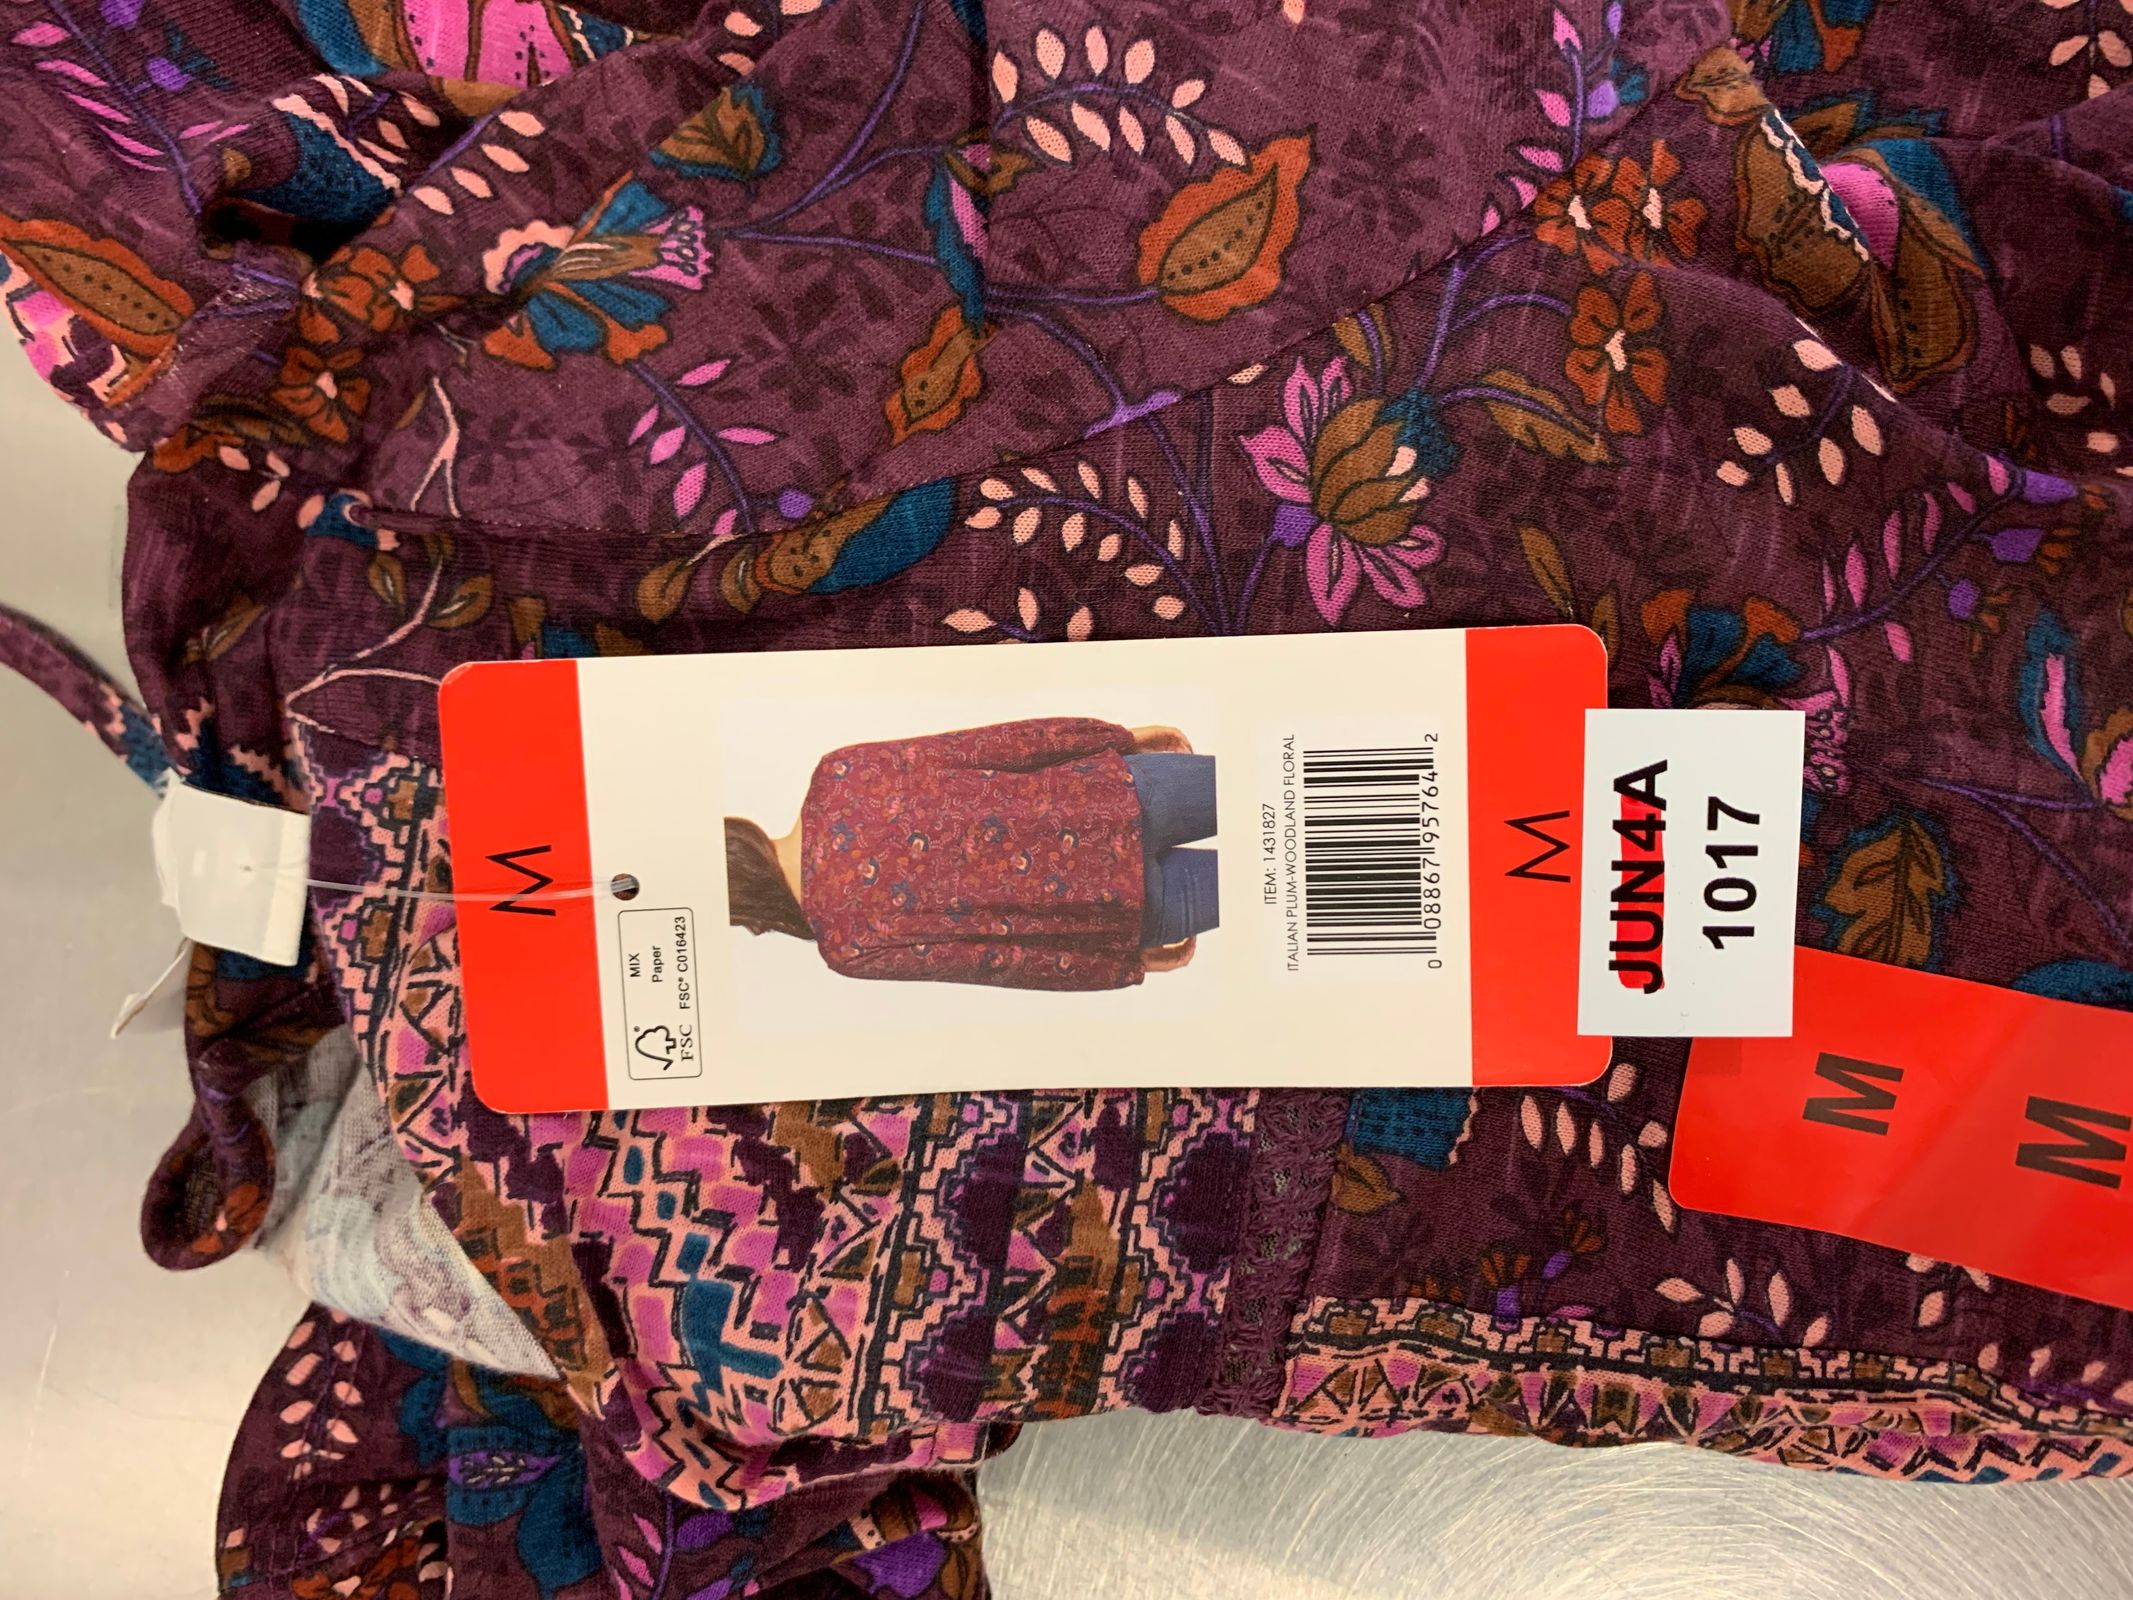 M
MIX
Paper
FSC® C016423
FSC
ITEM: 1431827
ITALIAN PLUM-WOODLAND FLORAL
0 08867 95764 2
M
JUN4A
1017
M
M